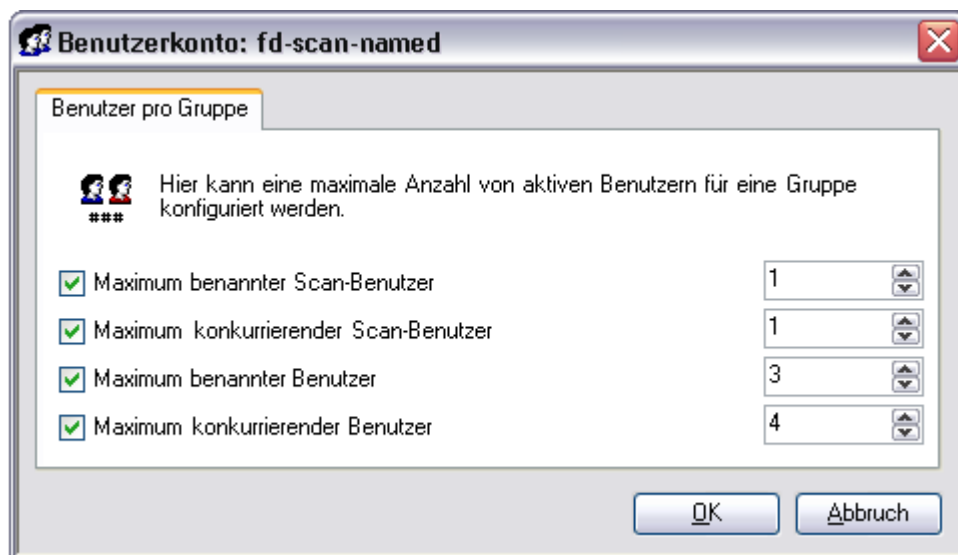 Benutzerkonto: fd-scan-named
Benutzer pro Gruppe
Hier kann eine maximale Anzahl von aktiven Benutzern für eine Gruppe
konfiguriert werden.
###
Maximum benannter Scan-Benutzer 1
Maximum konkurrierender Scan-Benutzer 1
Maximum benannter Benutzer 3
Maximum konkurrierender Benutzer 4
OK Abbruch